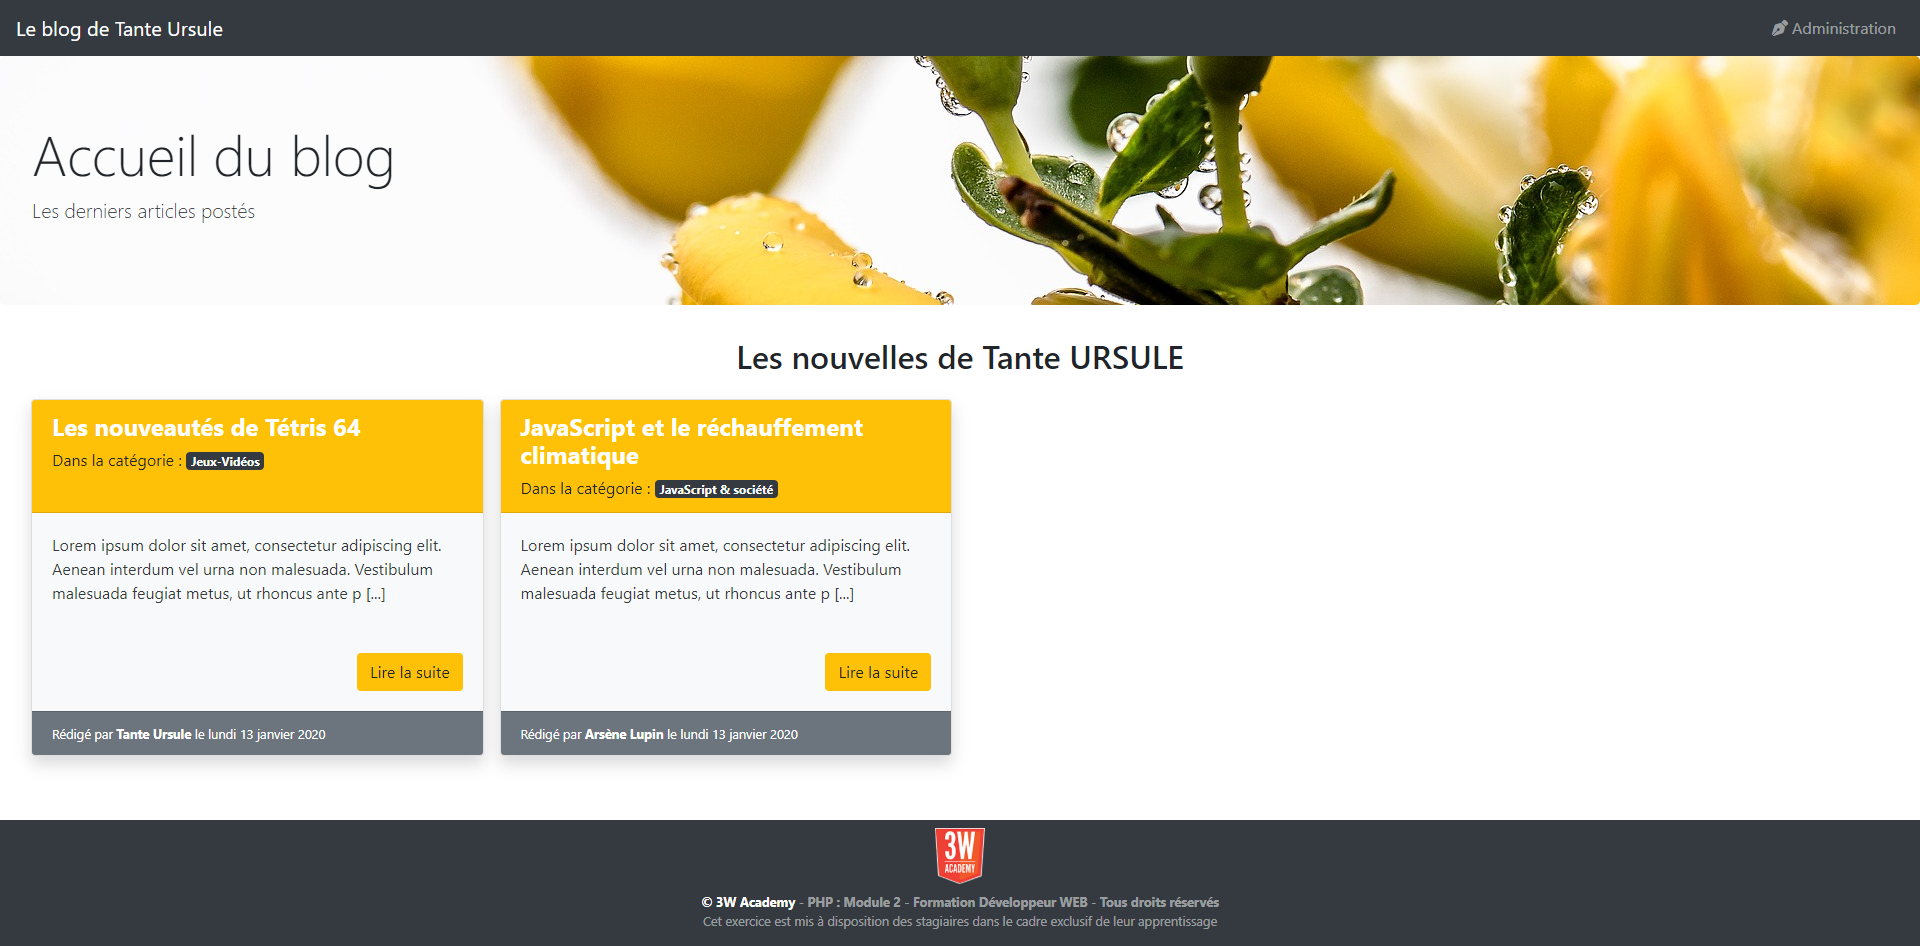 Le blog de Tante Ursule
Administration
Accueil du blog
Les derniers articles postés
Les nouvelles de Tante URSULE
Les nouveautés de Tétris 64
Dans la catégorie : Jeux-Vidéos
Lorem ipsum dolor sit amet, consectetur adipiscing elit.
Aenean interdum vel urna non malesuada. Vestibulum
malesuada feugiat metus, ut rhoncus ante p [...]
Lire la suite
Rédigé par Tante Ursule le lundi 13 janvier 2020
JavaScript et le réchauffement
climatique
Dans la catégorie : JavaScript & société
Lorem ipsum dolor sit amet, consectetur adipiscing elit.
Aenean interdum vel urna non malesuada. Vestibulum
malesuada feugiat metus, ut rhoncus ante p [...]
Lire la suite
Rédigé par Arsène Lupin le lundi 13 janvier 2020
3W
ACADEMY
© 3W Academy - PHP : Module 2 - Formation Développeur WEB - Tous droits réservés
Cet exercice est mis à disposition des stagiaires dans le cadre exclusif de leur apprentissage